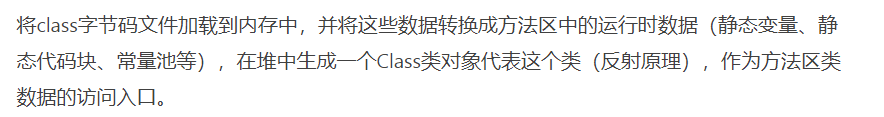 将class字节码文件加载到内存中，并将这些数据转换成方法区中的运行时数据（静态变量、静
态代码块、常量池等），在堆中生成一个Class类对象代表这个类（反射原理），作为方法区类
数据的访问入口。